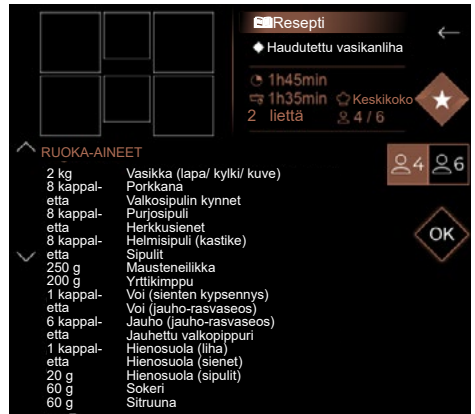 Resepti
Haudutettu vasikanliha
1h45min
1h35min Keskikoko
2 liettä 4 / 6
RUOKA-AINEET
4 6
2 kg Vasikka (lapa/ kylki/ kuve)
8 kappal- Porkkana
etta Valkosipulin kynnet
8 kappal- Purjosipuli
etta Herkkusienet
8 kappal- Helmisipuli (kastike)
etta Sipulit
250 g Mausteneilikka
200 g Yrttikimppu
1 kappal- Voi (sienten kypsennys)
etta Voi (jauho-rasvaseos)
6 kappal- Jauho (jauho-rasvaseos)
etta Jauhettu valkopippuri
1 kappal- Hienosuola (liha)
etta Hienosuola (sienet)
20 g Hienosuola (sipulit)
60 g Sokeri
60 g Sitruuna
OK